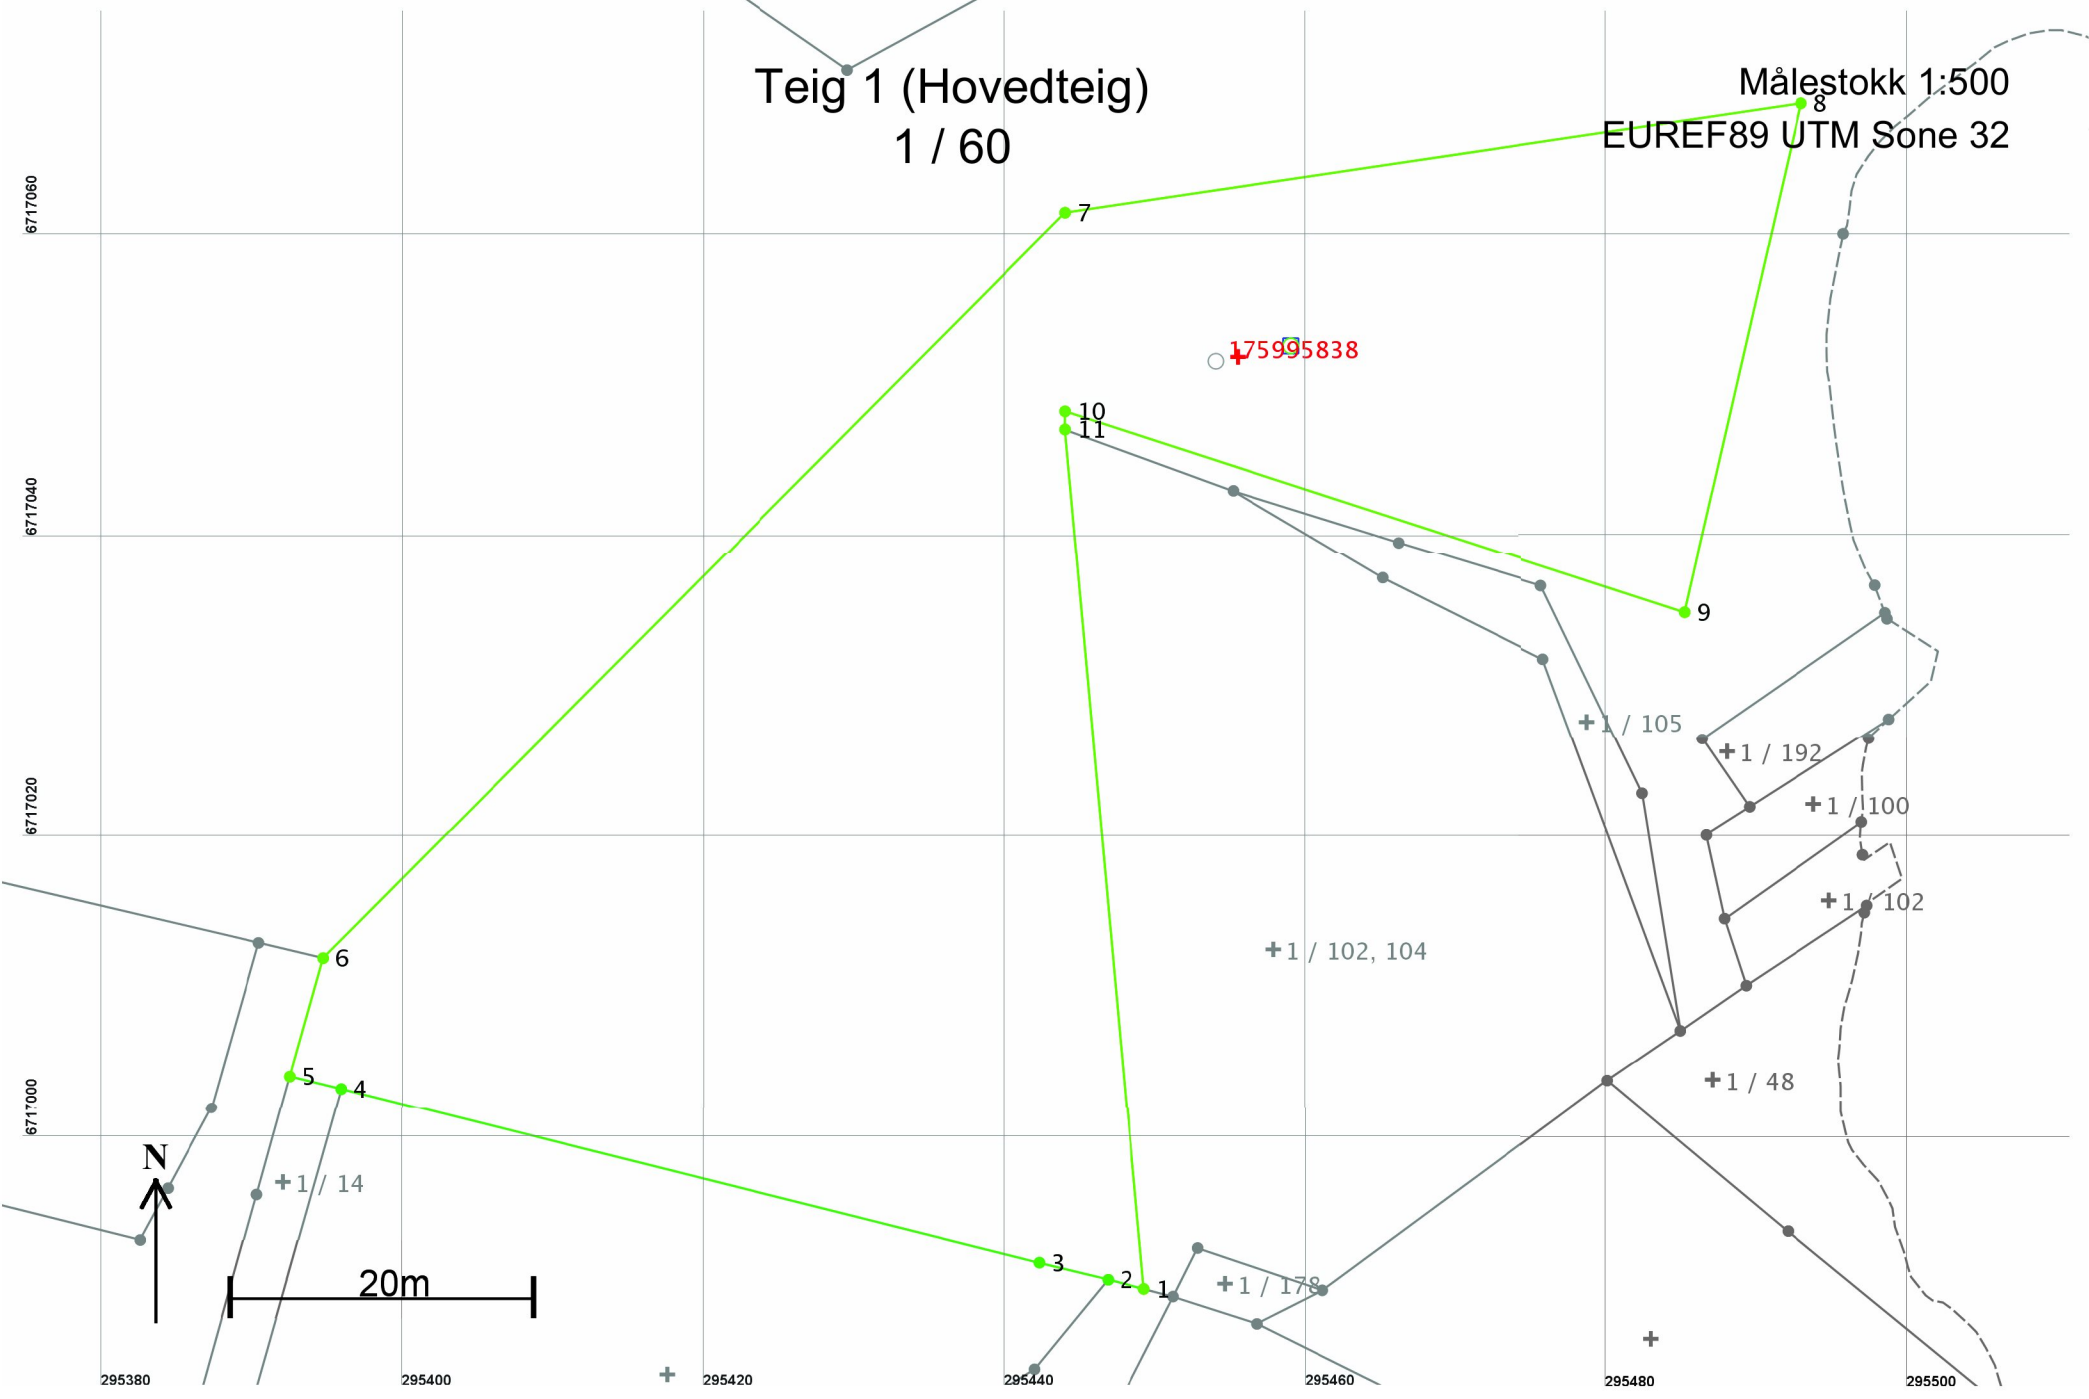 Teig 1 (Hovedteig)
1 / 60
Målestokk 1:500
EUREF89 UTM Sone 32
8
7
6717060
175995838
10
11
6717040
9
1 / 105
1 / 192
1 / 100
6717020
1 / 102
6
1 / 102, 104
5
4
1 / 48
6717000
N
1 / 14
3
2
1
1 / 178
20m
295380
295400
295420
295440
295460
295480
295500